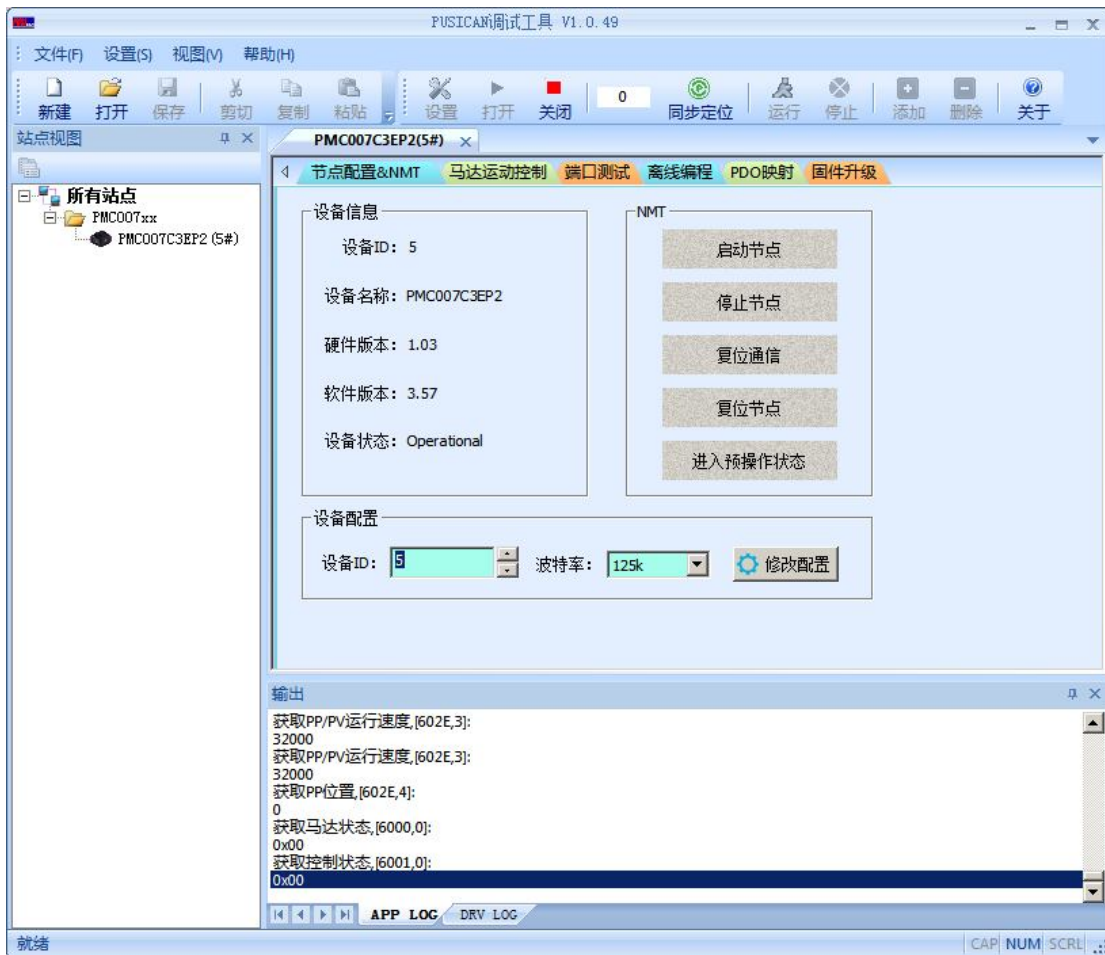 PUSICAN调试工具 V1.0.49
文件(F) 设置(S) 视图(V) 帮助(H)
新建 打开 保存 剪切 复制 粘贴 设置 打开 关闭 0 同步定位 运行 停止 添加 删除 关于
站点视图
PMC007C3EP2(5#)
所有站点
PMC007xx
PMC007C3EP2(5#)
节点配置&NMT 马达运动控制 端口测试 离线编程 PDO映射 固件升级
设备信息
设备ID: 5
设备名称: PMC007C3EP2
硬件版本: 1.03
软件版本: 3.57
设备状态: Operational
NMT
启动节点
停止节点
复位通信
复位节点
进入预操作状态
设备配置
设备ID: 5 波特率: 125k 修改配置
输出
获取PP/PV运行速度,[602E,3]:
32000
获取PP/PV运行速度,[602E,3]:
32000
获取PP位置,[602E,4]:
0
获取马达状态,[6000,0]:
0x00
获取控制状态,[6001,0]:
0x00
APP LOG DRV LOG
就绪 CAP NUM SCRL